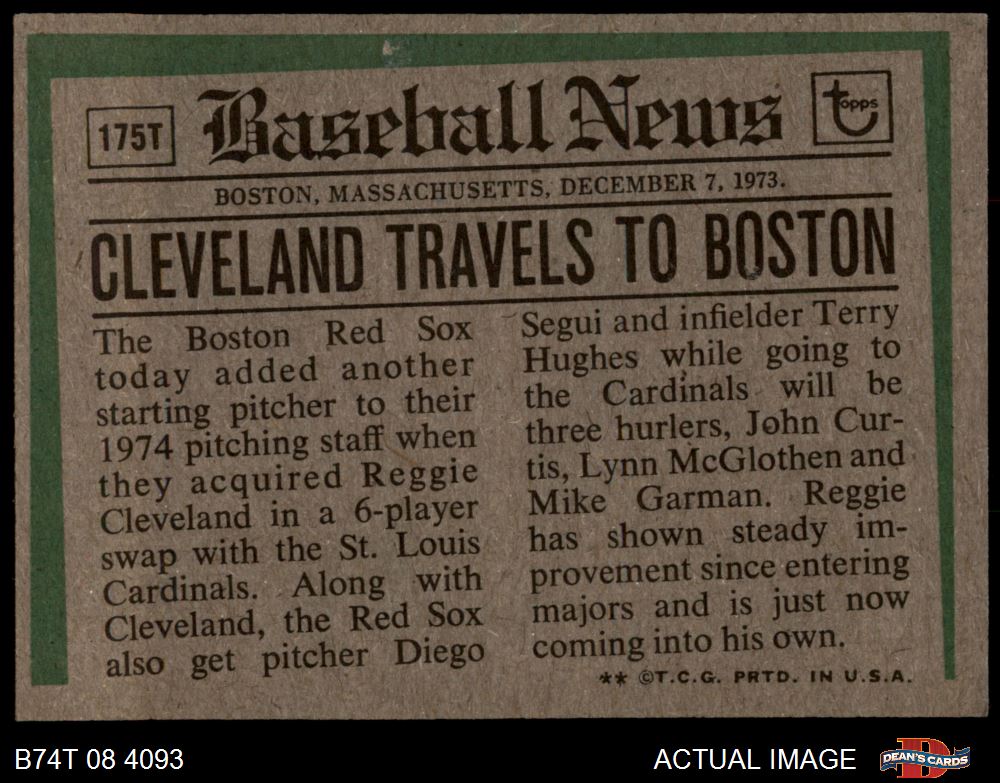 175T
Baseball News
topps
BOSTON, MASSACHUSETTS, DECEMBER 7, 1973.
CLEVELAND TRAVELS TO BOSTON
The Boston Red Sox
today added another
starting pitcher to their
1974 pitching staff when
they acquired Reggie
Cleveland in a 6-player
swap with the St. Louis
Cardinals. Along with
Cleveland, the Red Sox
also get pitcher Diego
Segui and infielder Terry
Hughes while going to
the Cardinals will be
three hurlers, John Cur-
tis, Lynn McGlothen and
Mike Garman. Reggie
has shown steady im-
provement since entering
majors and is just now
coming into his own.
** ©T.C.G. PRTD. IN U.S.A.
B74T 08 4093
ACTUAL IMAGE
DEAN'S CARDS